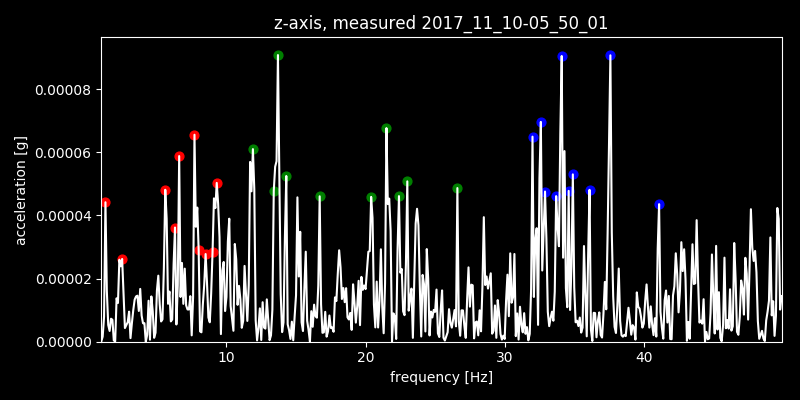 z-axis, measured 2017_11_10-05_50_01
0.00008
0.00006
0.00004
0.00002
0.00000
acceleration [g]
10 20 30 40
frequency [Hz]